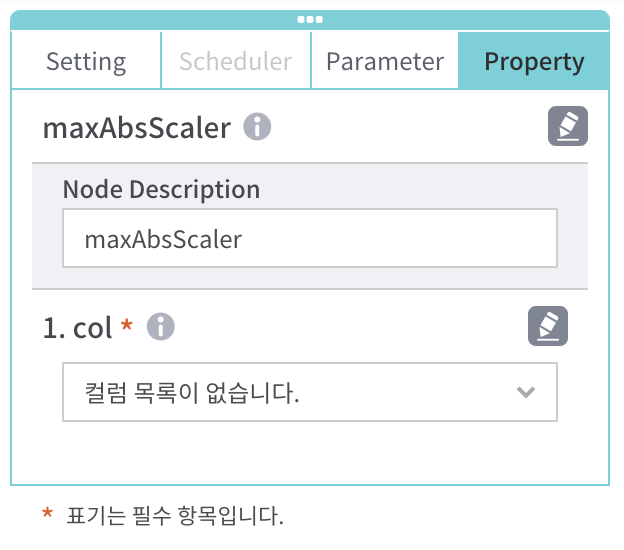 Setting Scheduler Parameter Property
maxAbsScaler
Node Description
maxAbsScaler
1. col *
컬럼 목록이 없습니다.
* 표기는 필수 항목입니다.